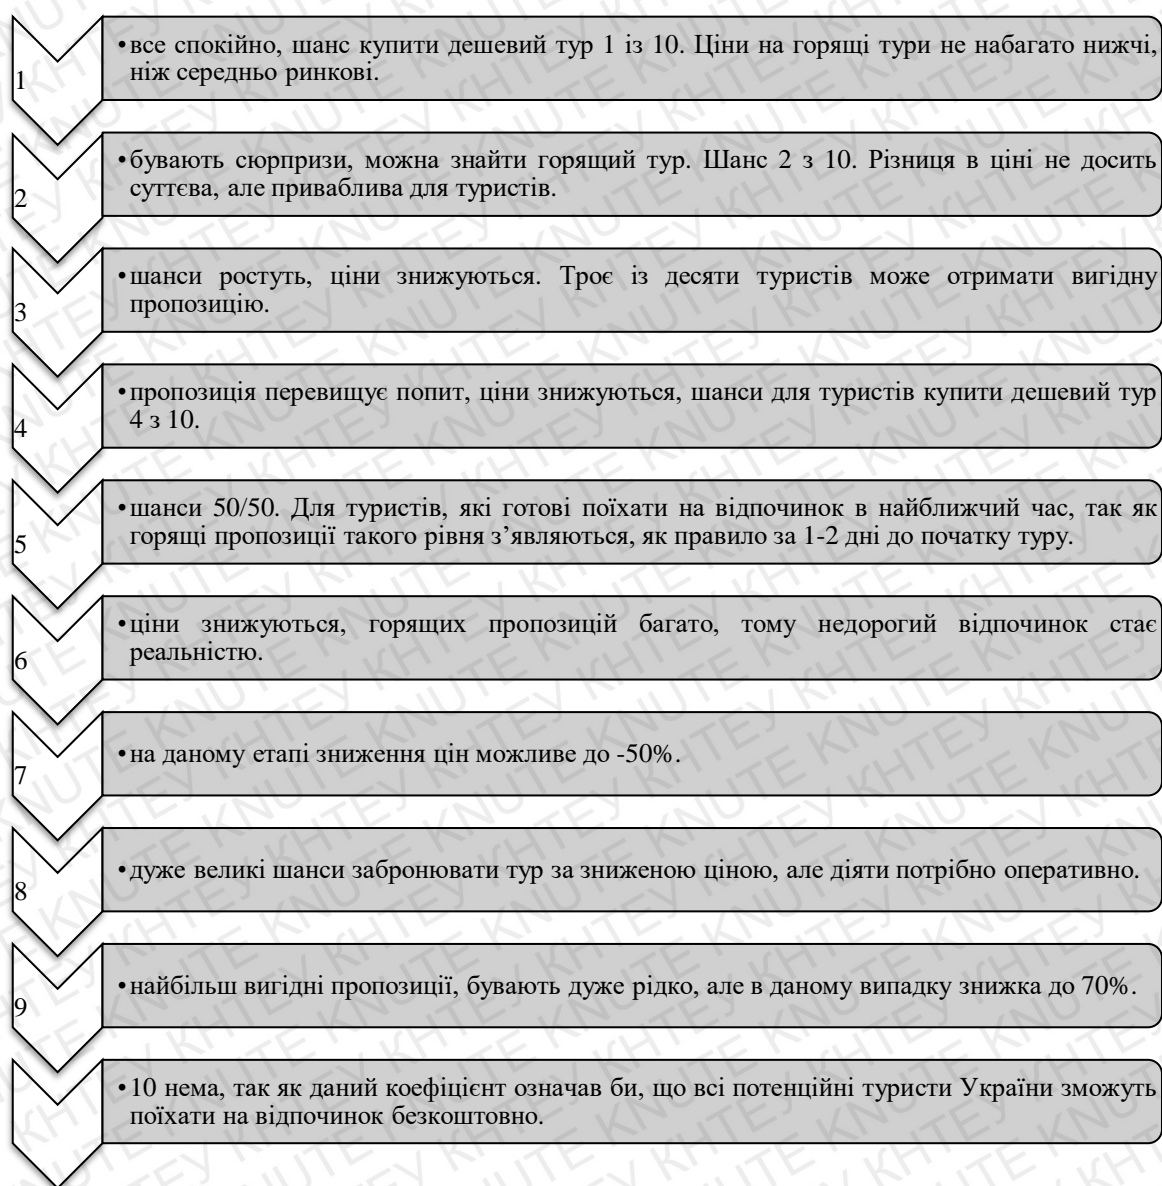 1
•все спокійно, шанс купити дешевий тур 1 із 10. Ціни на горящі тури не набагато нижчі,
ніж середньо ринкові.
2
•бувають сюрпризи, можна знайти горящий тур. Шанс 2 з 10. Різниця в ціні не досить
суттєва, але приваблива для туристів.
3
•шанси ростуть, ціни знижуються. Троє із десяти туристів може отримати вигідну
пропозицію.
4
•пропозиція перевищує попит, ціни знижуються, шанси для туристів купити дешевий тур
4 з 10.
5
•шанси 50/50. Для туристів, які готові поїхати на відпочинок в найближчий час, так як
горящі пропозиції такого рівня з’являються, як правило за 1-2 дні до початку туру.
6
•ціни знижуються, горящих пропозицій багато, тому недорогий відпочинок стає
реальністю.
7
•на даному етапі зниження цін можливе до -50%.
8
•дуже великі шанси забронювати тур за зниженою ціною, але діяти потрібно оперативно.
9
•найбільш вигідні пропозиції, бувають дуже рідко, але в даному випадку знижка до 70%.
•10 нема, так як даний коефіцієнт означав би, що всі потенційні туристи України зможуть
поїхати на відпочинок безкоштовно.